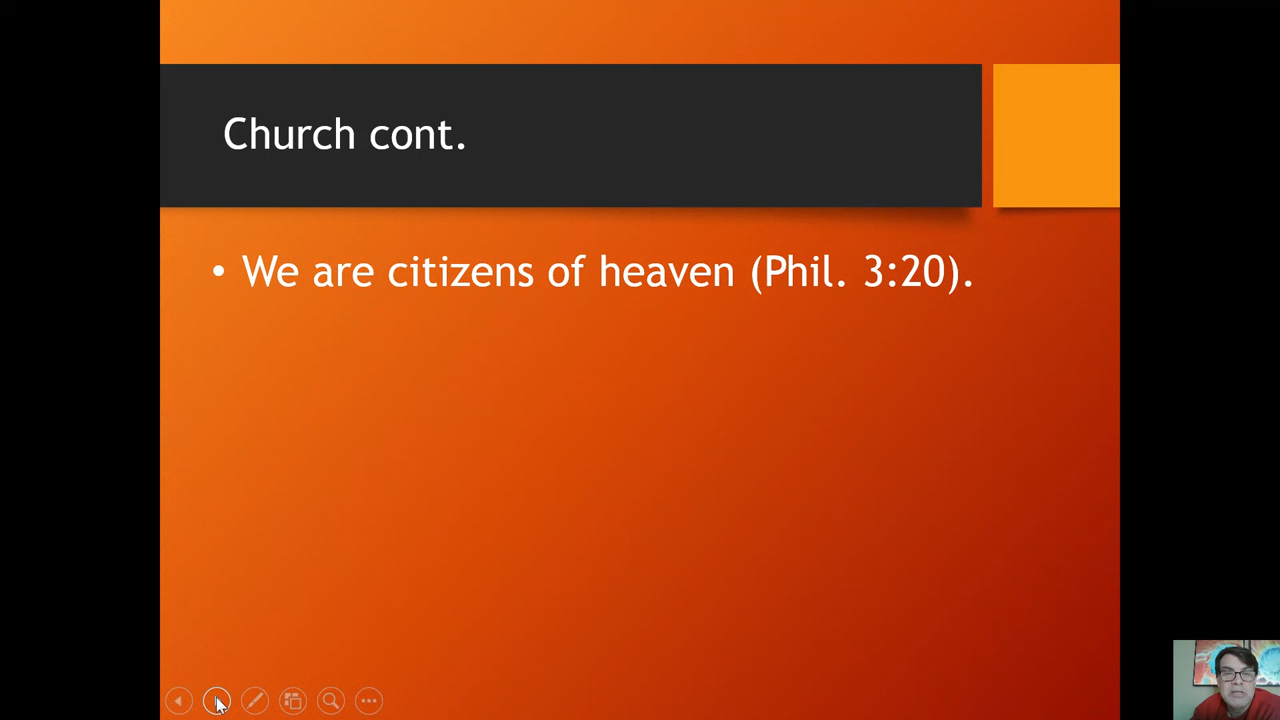 Church cont.
• We are citizens of heaven (Phil. 3:20).